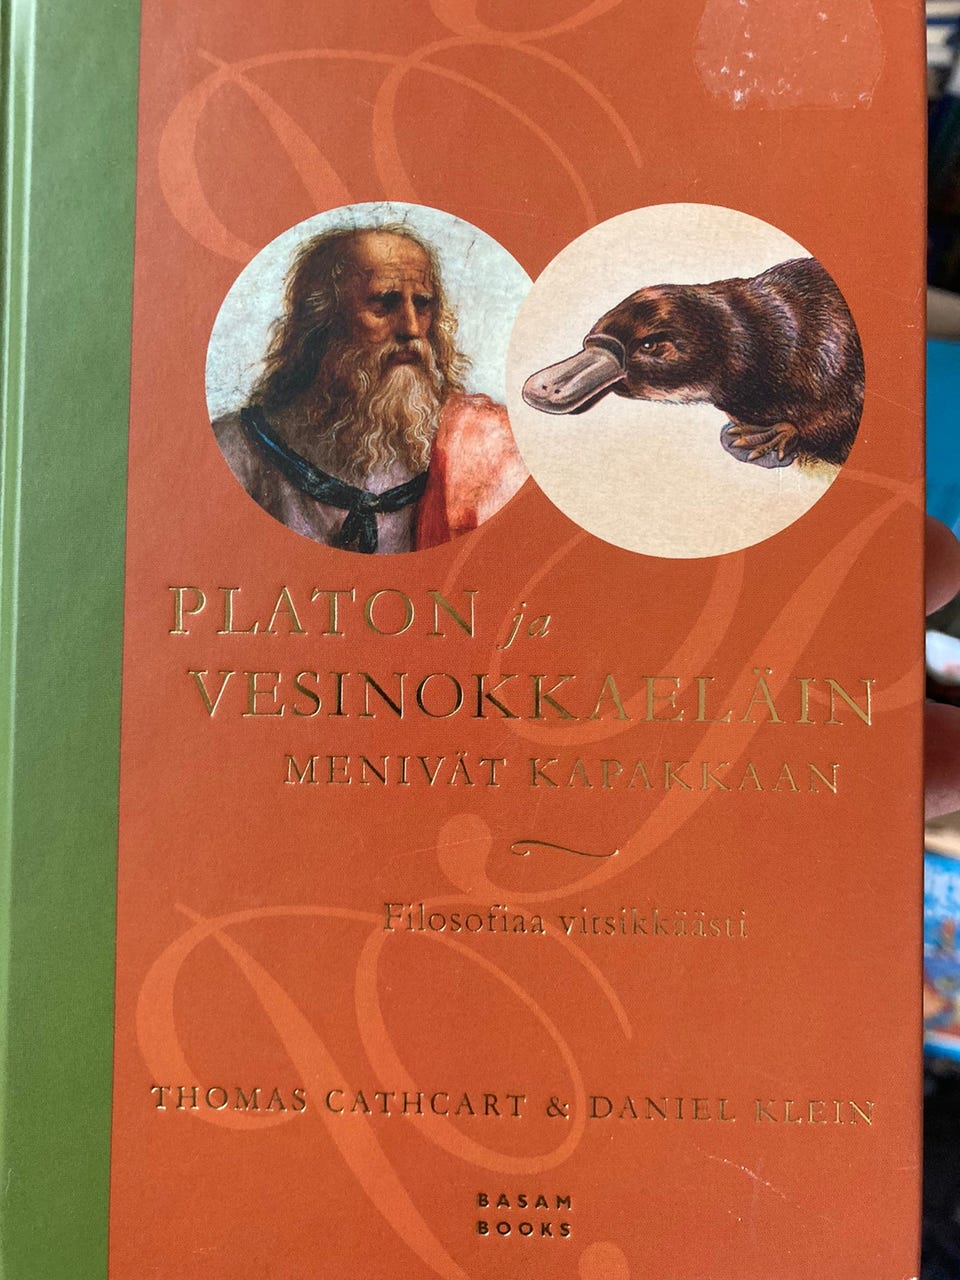 PLATON ja
VESINOKKAELÄIN
MENIVÄT KAPAKKAAN
Filosofiaa vitsikkäästi
THOMAS CATHCART & DANIEL KLEIN
BASAM
BOOKS